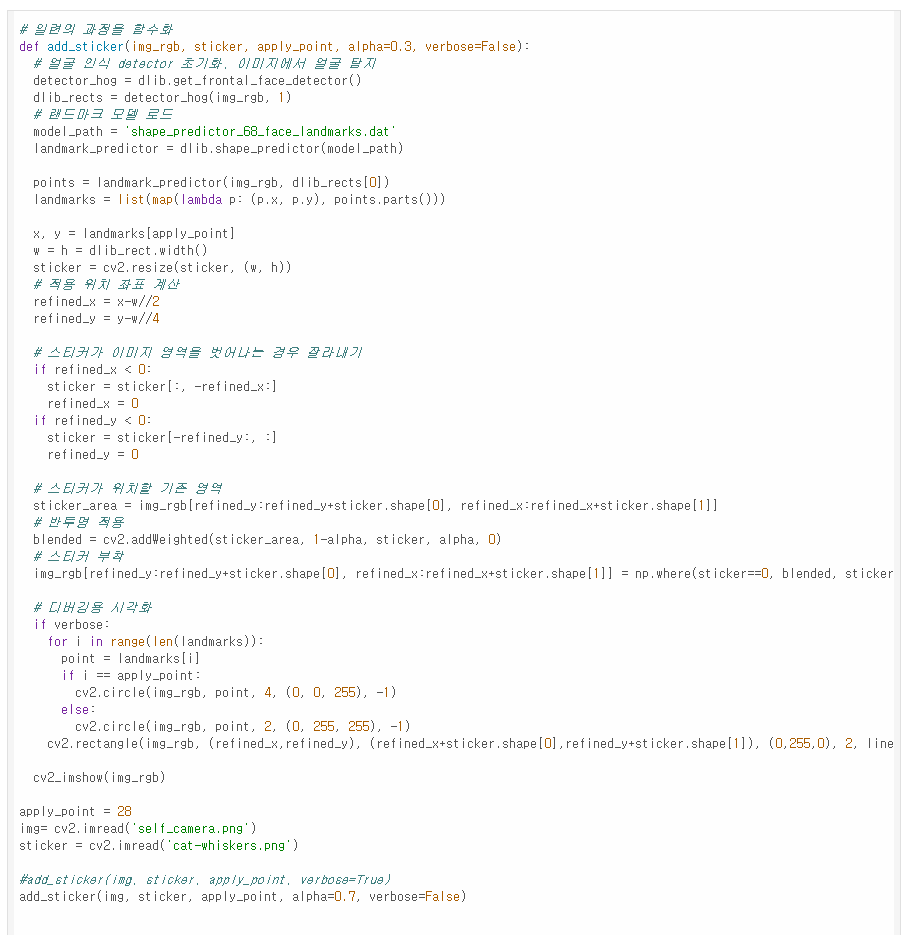 # 일련의 과정을 함수화
def add_sticker(img_rgb, sticker, apply_point, alpha=0.3, verbose=False):
  # 얼굴 인식 detector 초기화, 이미지에서 얼굴 탐지
  detector_hog = dlib.get_frontal_face_detector()
  dlib_rects = detector_hog(img_rgb, 1)
  # 랜드마크 모델 로드
  model_path = 'shape_predictor_68_face_landmarks.dat'
  landmark_predictor = dlib.shape_predictor(model_path)

  points = landmark_predictor(img_rgb, dlib_rects[0])
  landmarks = list(map(lambda p: (p.x, p.y), points.parts()))

  x, y = landmarks[apply_point]
  w = h = dlib_rect.width()
  sticker = cv2.resize(sticker, (w, h))
  # 적용 위치 좌표 계산
  refined_x = x-w//2
  refined_y = y-w//4

  # 스티커가 이미지 영역을 벗어나는 경우 잘라내기
  if refined_x < 0:
    sticker = sticker[:, -refined_x:]
    refined_x = 0
  if refined_y < 0:
    sticker = sticker[-refined_y:, :]
    refined_y = 0

  # 스티커가 위치할 기존 영역
  sticker_area = img_rgb[refined_y:refined_y+sticker.shape[0], refined_x:refined_x+sticker.shape[1]]
  # 반투명 적용
  blended = cv2.addWeighted(sticker_area, 1-alpha, sticker, alpha, 0)
  # 스티커 부착
  img_rgb[refined_y:refined_y+sticker.shape[0], refined_x:refined_x+sticker.shape[1]] = np.where(sticker==0, blended, sticker

  # 디버깅용 시각화
  if verbose:
    for i in range(len(landmarks)):
      point = landmarks[i]
      if i == apply_point:
        cv2.circle(img_rgb, point, 4, (0, 0, 255), -1)
      else:
        cv2.circle(img_rgb, point, 2, (0, 255, 255), -1)
    cv2.rectangle(img_rgb, (refined_x,refined_y), (refined_x+sticker.shape[0],refined_y+sticker.shape[1]), (0,255,0), 2, line

  cv2_imshow(img_rgb)

apply_point = 28
img= cv2.imread('self_camera.png')
sticker = cv2.imread('cat-whiskers.png')

#add_sticker(img, sticker, apply_point, verbose=True)
add_sticker(img, sticker, apply_point, alpha=0.7, verbose=False)